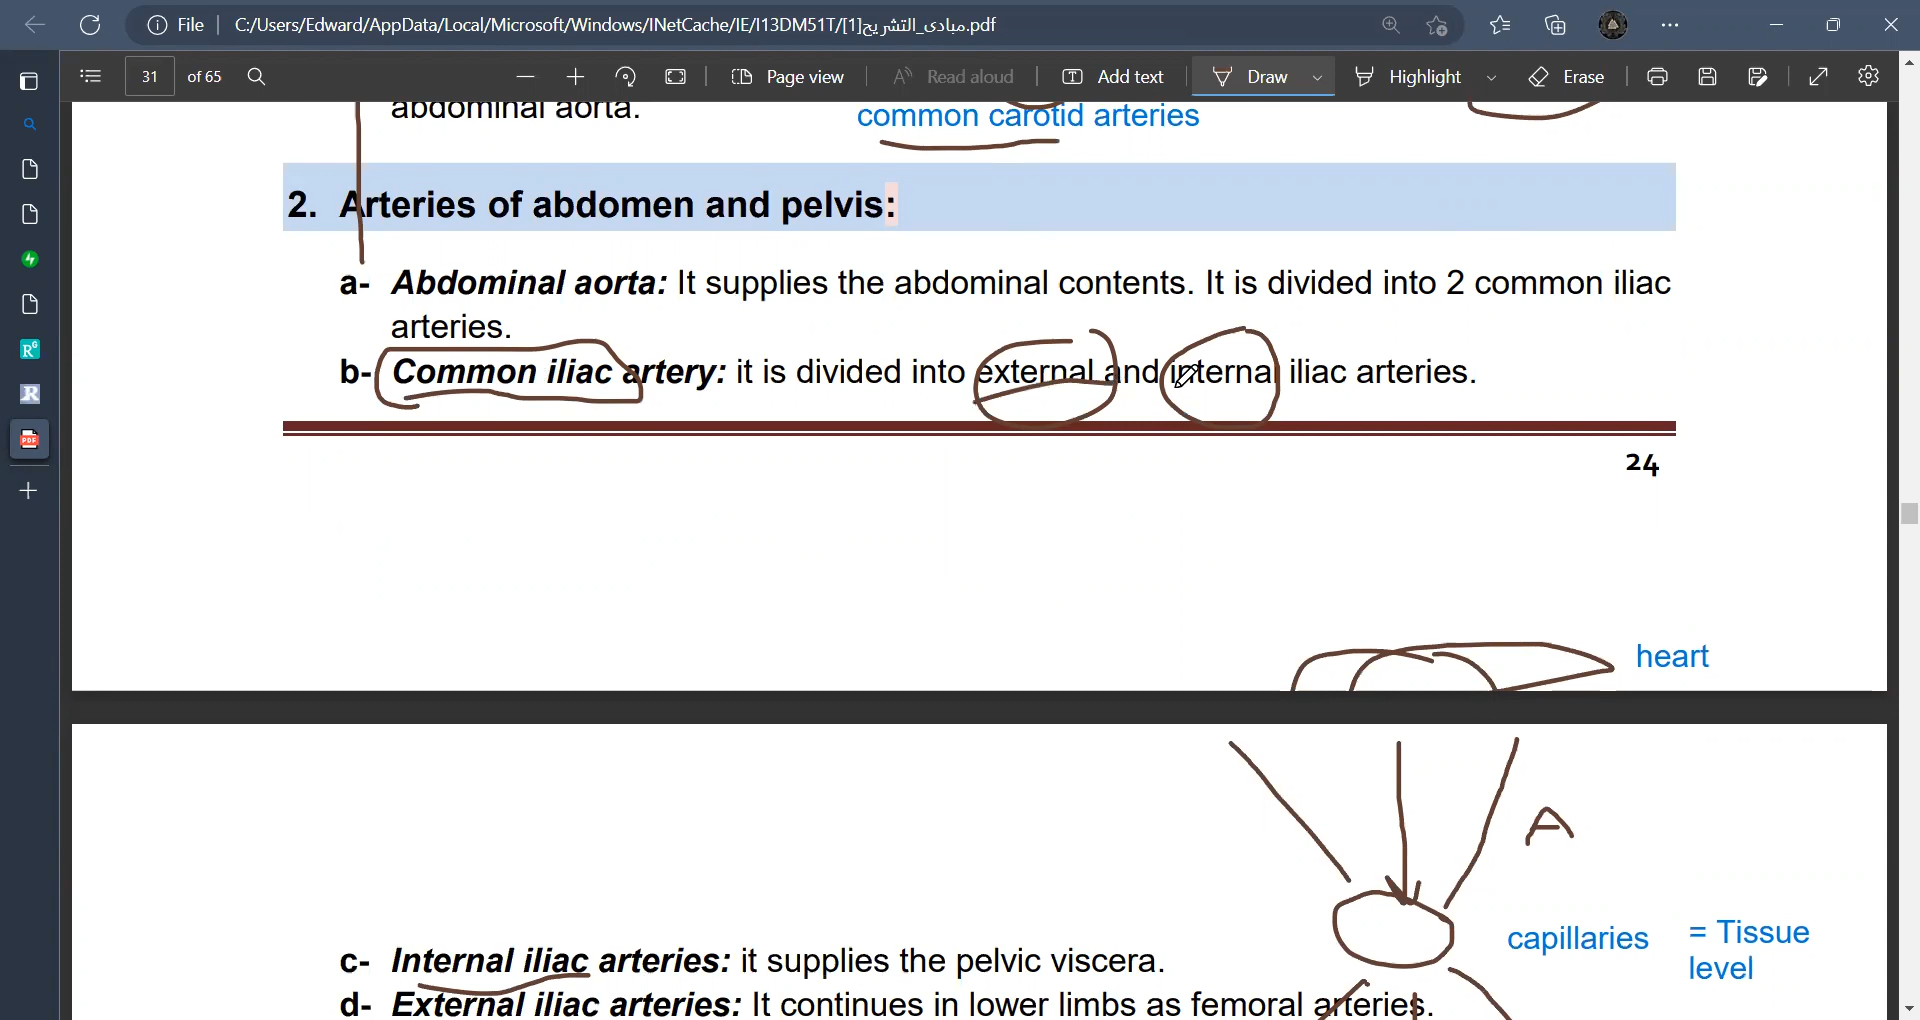 File
C:/Users/Edward/AppData/Local/Microsoft/Windows/INetCache/IE/I13DM51T/[1]مبادى_التشريح.pdf
31 of 65
Page view
Read aloud
Add text
Draw
Highlight
Erase
abdominal aorta.
common carotid arteries
2. Arteries of abdomen and pelvis:
a- Abdominal aorta: It supplies the abdominal contents. It is divided into 2 common iliac
arteries.
b- Common iliac artery: it is divided into external and internal iliac arteries.
24
heart
A
capillaries
= Tissue
level
c- Internal iliac arteries: it supplies the pelvic viscera.
d- External iliac arteries: It continues in lower limbs as femoral arteries.
R
PDF